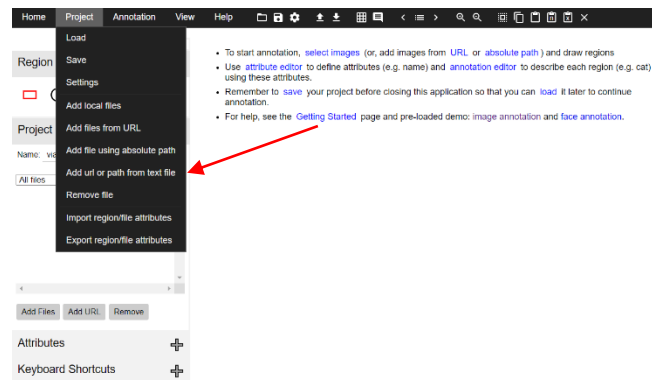 Home Project Annotation View Help
Load
Save
Settings
Add local files
Add files from URL
Add file using absolute path
Add url or path from text file
Remove file
Import region/file attributes
Export region/file attributes
Region
Project
Name: via
All files
Add Files Add URL Remove
Attributes
Keyboard Shortcuts
• To start annotation, select images (or, add images from URL or absolute path ) and draw regions
• Use attribute editor to define attributes (e.g. name) and annotation editor to describe each region (e.g. cat)
using these attributes.
• Remember to save your project before closing this application so that you can load it later to continue
annotation.
• For help, see the Getting Started page and pre-loaded demo: image annotation and face annotation.